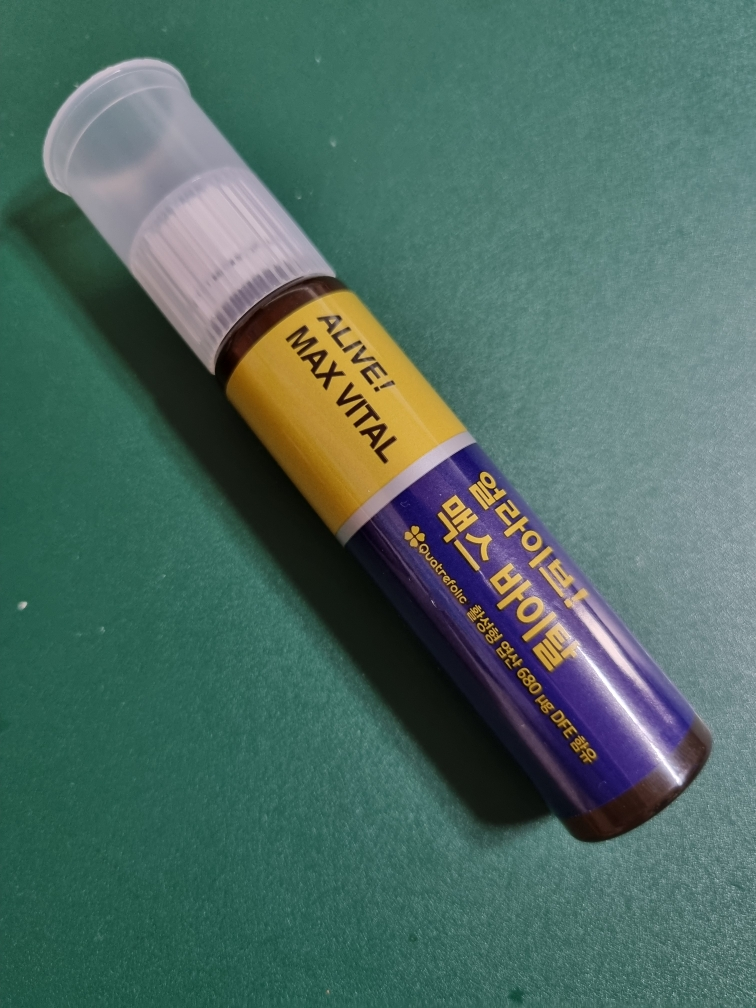 ALIVE!
MAX VITAL
얼라이브!
맥스 바이탈
Quatrefolic 활성형 엽산 680 µg DFE 함유